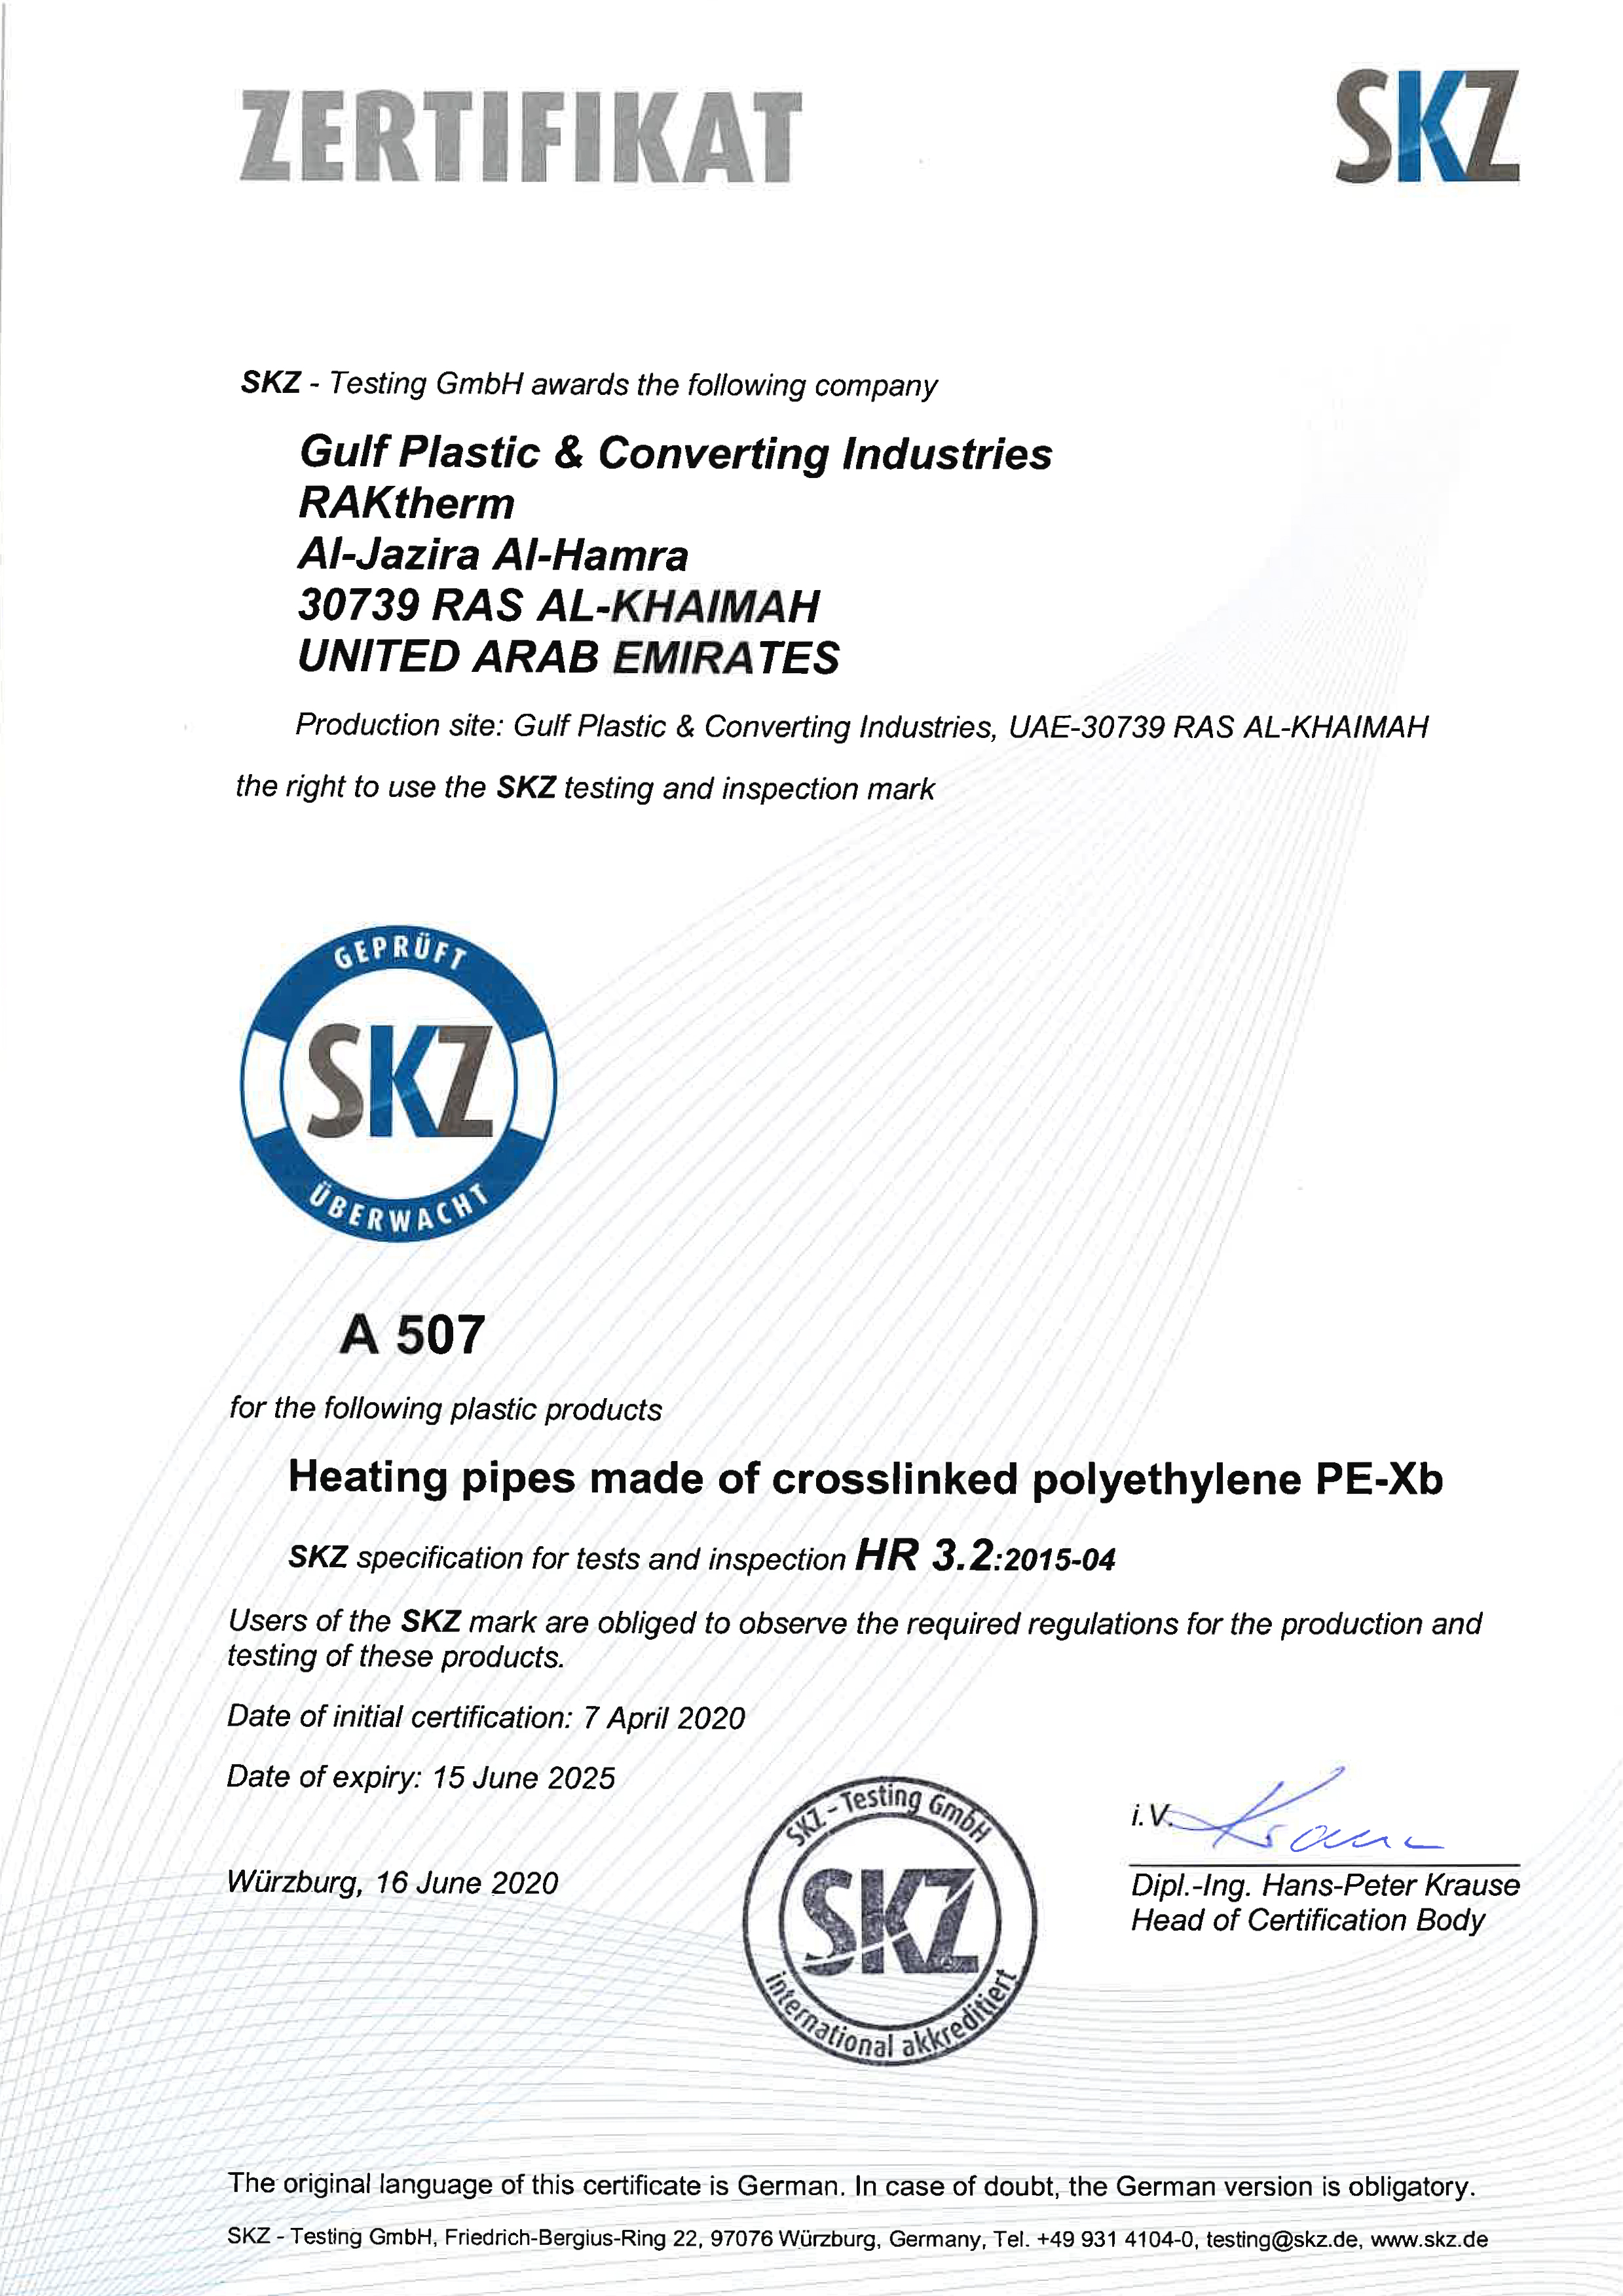 ZERTIFIKAT
SKZ
SKZ - Testing GmbH awards the following company
Gulf Plastic & Converting Industries
RAKtherm
Al-Jazira Al-Hamra
30739 RAS AL-KHAIMAH
UNITED ARAB EMIRATES
Production site: Gulf Plastic & Converting Industries, UAE-30739 RAS AL-KHAIMAH
the right to use the SKZ testing and inspection mark
GEPRÜFT
SKZ
ÜBERWACHT
A 507
for the following plastic products
Heating pipes made of crosslinked polyethylene PE-Xb
SKZ specification for tests and inspection HR 3.2:2015-04
Users of the SKZ mark are obliged to observe the required regulations for the production and
testing of these products.
Date of initial certification: 7 April 2020
Date of expiry: 15 June 2025
Würzburg, 16 June 2020
SKZ - Testing GmbH
SKZ
international akkreditiert
i.V. Krause
Dipl.-Ing. Hans-Peter Krause
Head of Certification Body
The original language of this certificate is German. In case of doubt, the German version is obligatory.
SKZ - Testing GmbH, Friedrich-Bergius-Ring 22, 97076 Würzburg, Germany, Tel. +49 931 4104-0, testing@skz.de, www.skz.de